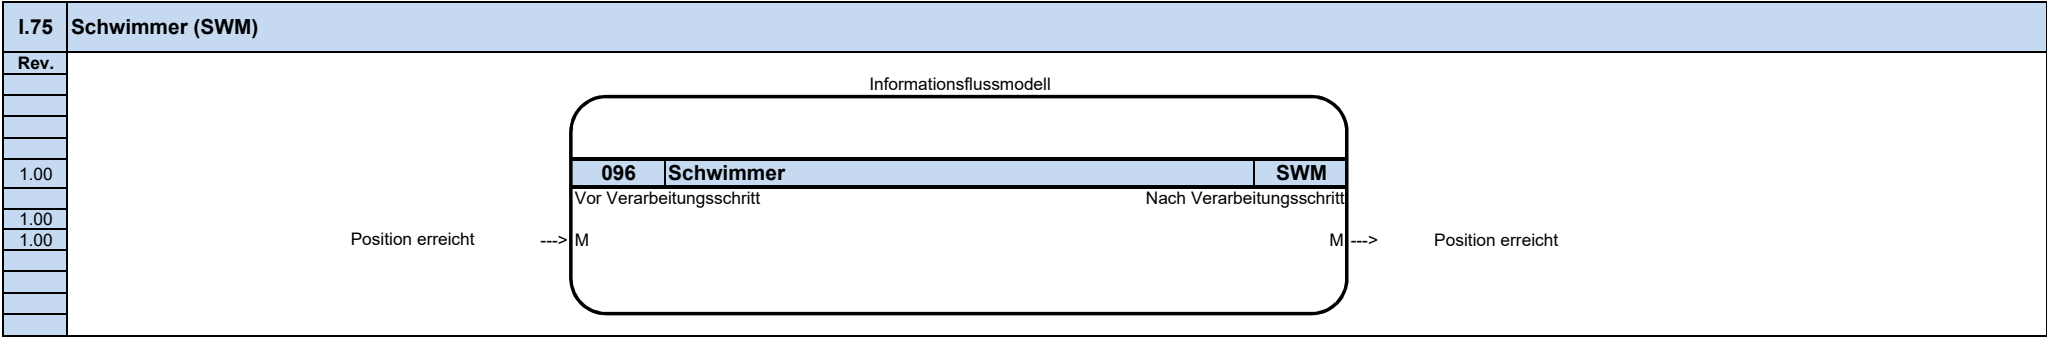 I.75 Schwimmer (SWM)
Rev.
Informationsflussmodell
1.00 096 Schwimmer SWM
Vor Verarbeitungsschritt Nach Verarbeitungsschritt
1.00
1.00 Position erreicht ---> M M ---> Position erreicht